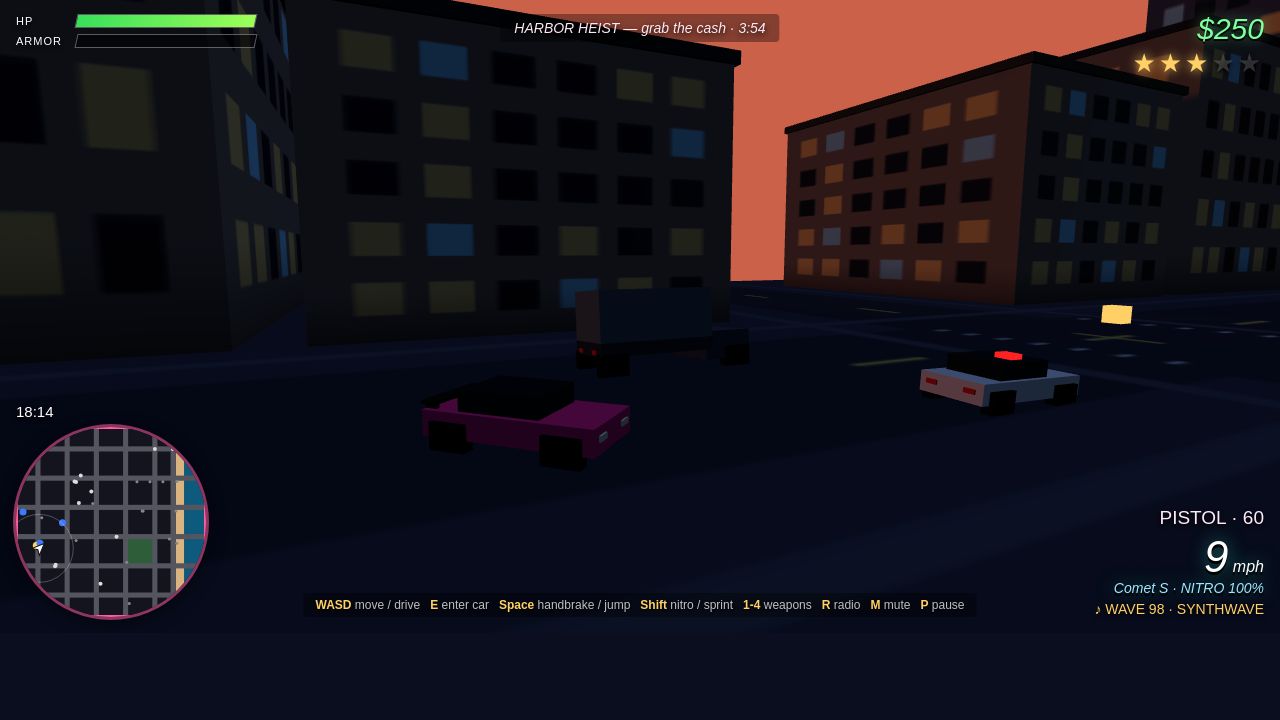 HP
ARMOR
HARBOR HEIST — grab the cash · 3:54
$250
18:14
PISTOL · 60
9 mph
Comet S · NITRO 100%
♪ WAVE 98 · SYNTHWAVE
WASD move / drive E enter car Space handbrake / jump Shift nitro / sprint 1-4 weapons R radio M mute P pause